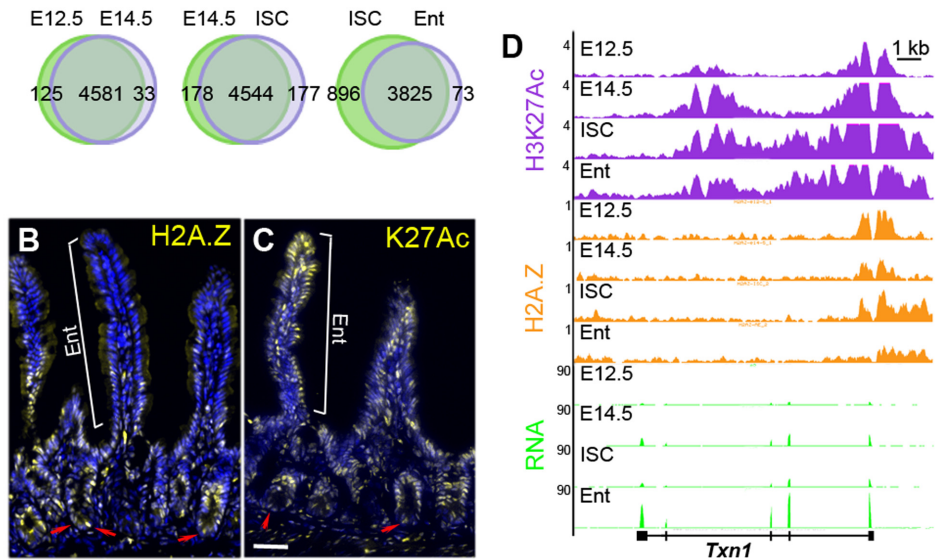 E12.5 E14.5
125 4581 33
E14.5 ISC
178 4544 177
ISC Ent
896 3825 73
B
H2A.Z
Ent
C
K27Ac
Ent
D
1 kb
H3K27Ac
4 E12.5
4 E14.5
4 ISC
4 Ent
H2A.Z
1 E12.5
1 E14.5
1 ISC
1 Ent
RNA
90 E12.5
90 E14.5
90 ISC
90 Ent
Txn1